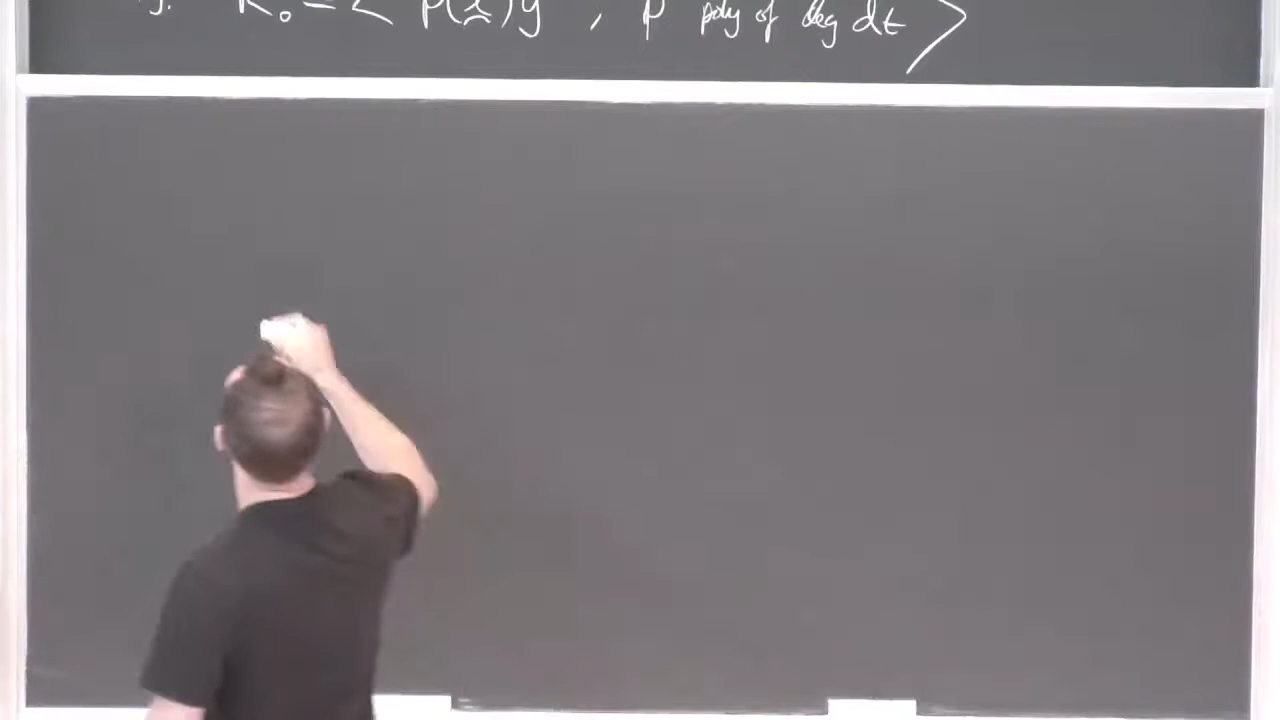 R₀ = < P(x) y , P poly of deg dt >